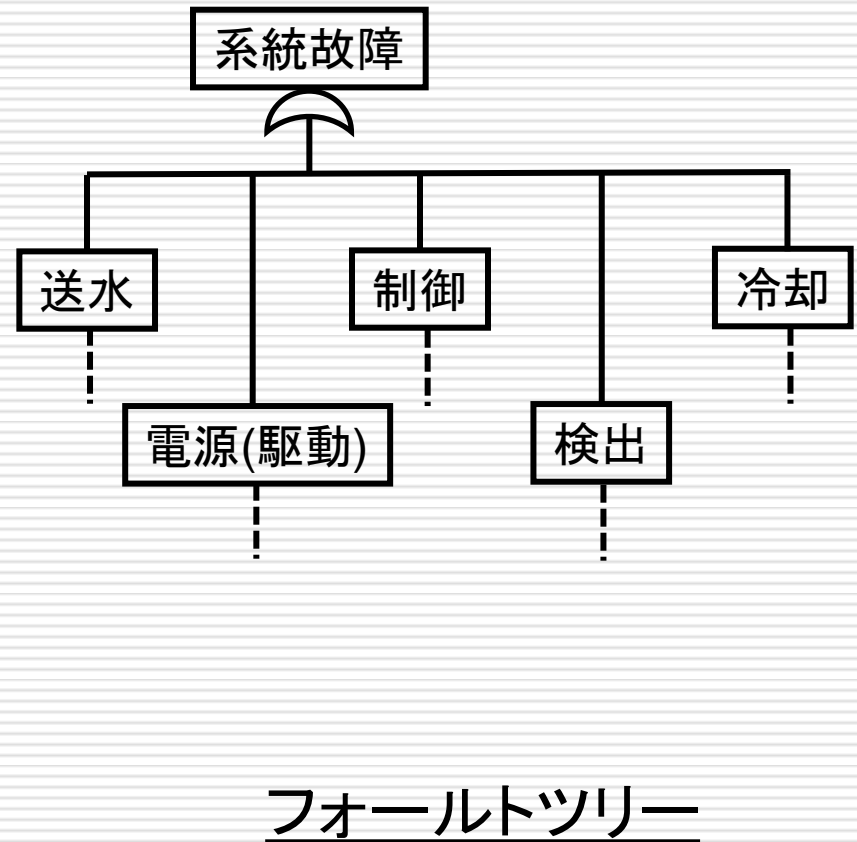 系統故障
送水
制御
冷却
電源(駆動)
検出
フォールトツリー